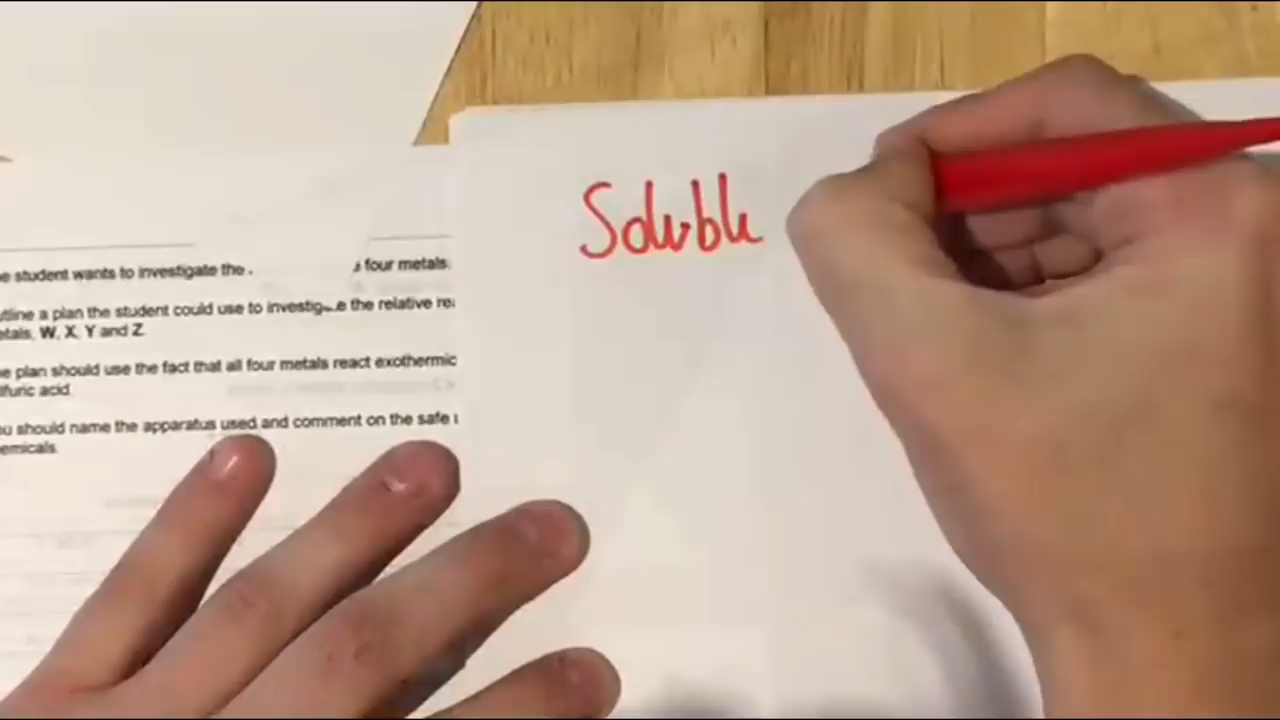 Soluble
e student wants to investigate the four metals.
tline a plan the student could use to investig e the relative re
etals, W, X, Y and Z
e plan should use the fact that all four metals react exothermic
lfuric acid
ou should name the apparatus used and comment on the safe
emicals.